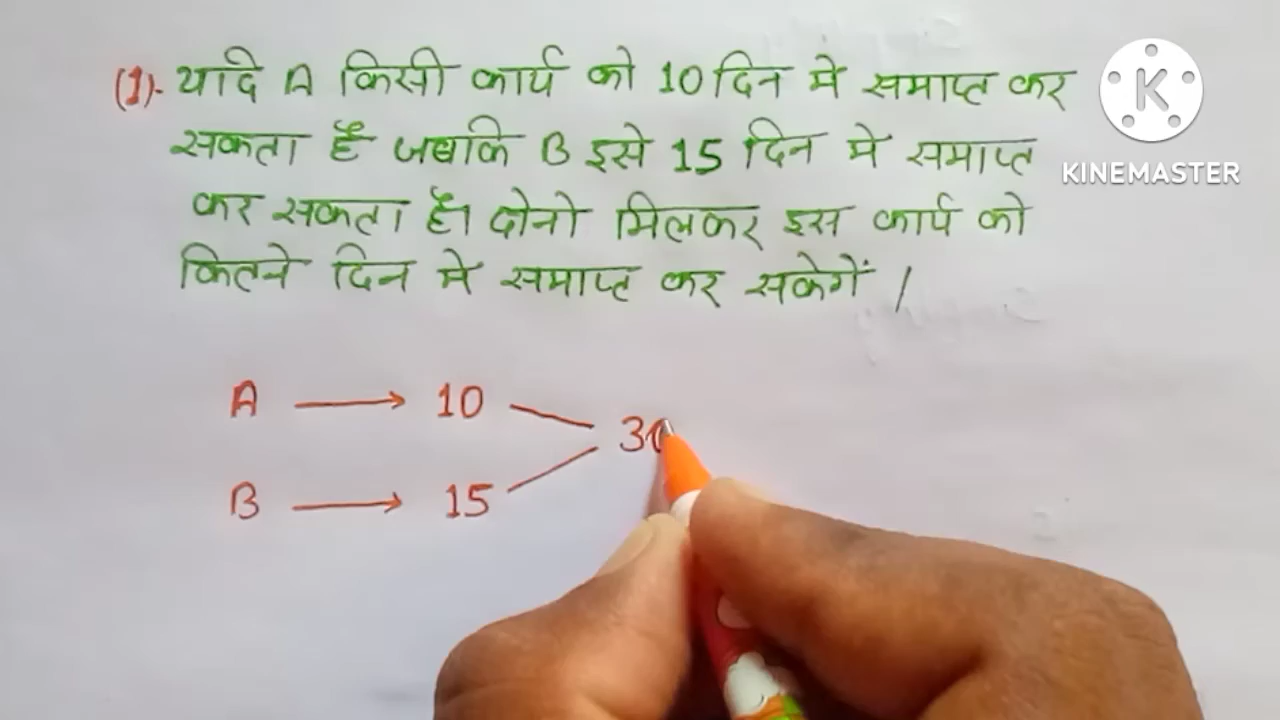 (1). यदि A किसी कार्य को 10 दिन मे समाप्त कर
सकता है जबकि B इसे 15 दिन मे समाप्त
कर सकता है। दोनो मिलकर इस कार्य को
कितने दिन मे समाप्त कर सकेगें /
A → 10
30
B → 15
K
KINEMASTER